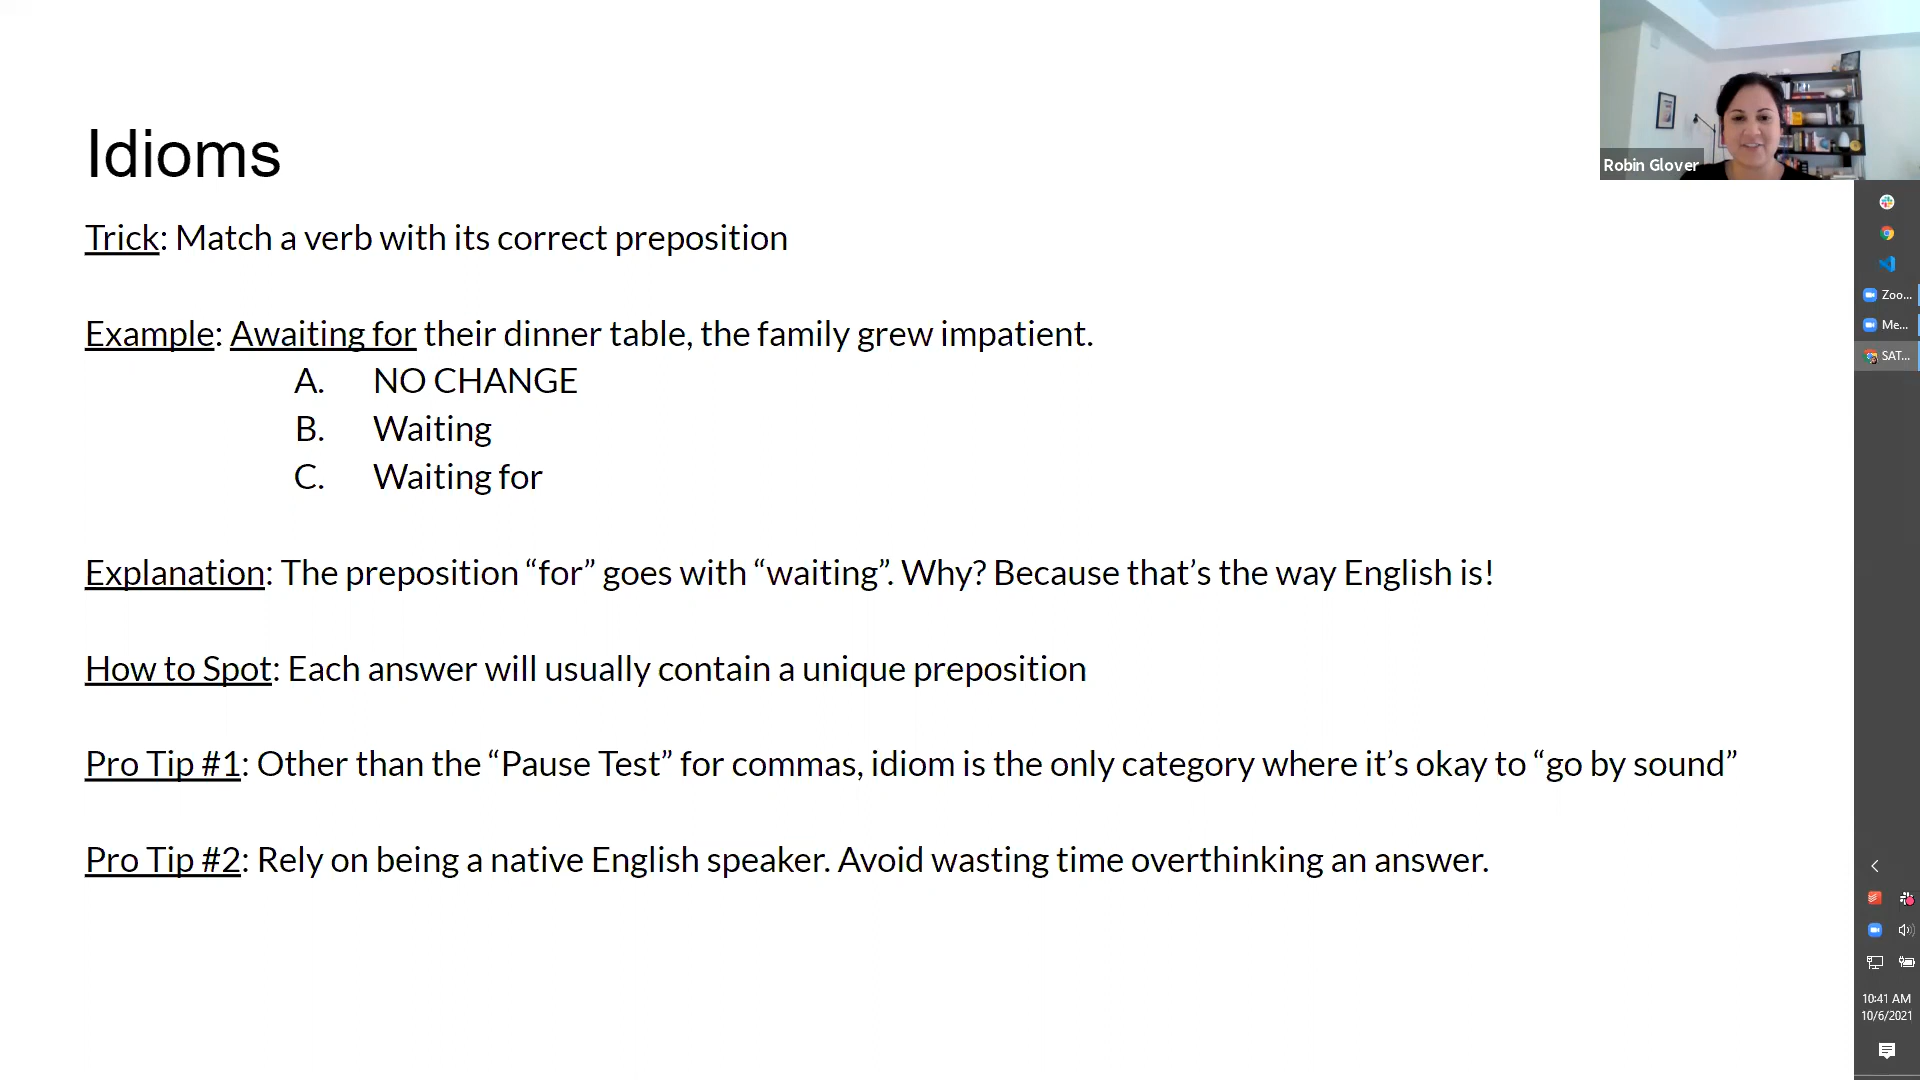 Idioms
Trick: Match a verb with its correct preposition
Example: Awaiting for their dinner table, the family grew impatient.
A. NO CHANGE
B. Waiting
C. Waiting for
Explanation: The preposition “for” goes with “waiting”. Why? Because that’s the way English is!
How to Spot: Each answer will usually contain a unique preposition
Pro Tip #1: Other than the “Pause Test” for commas, idiom is the only category where it’s okay to “go by sound”
Pro Tip #2: Rely on being a native English speaker. Avoid wasting time overthinking an answer.
Robin Glover
Zoo...
Me...
SAT...
10:41 AM
10/6/2021